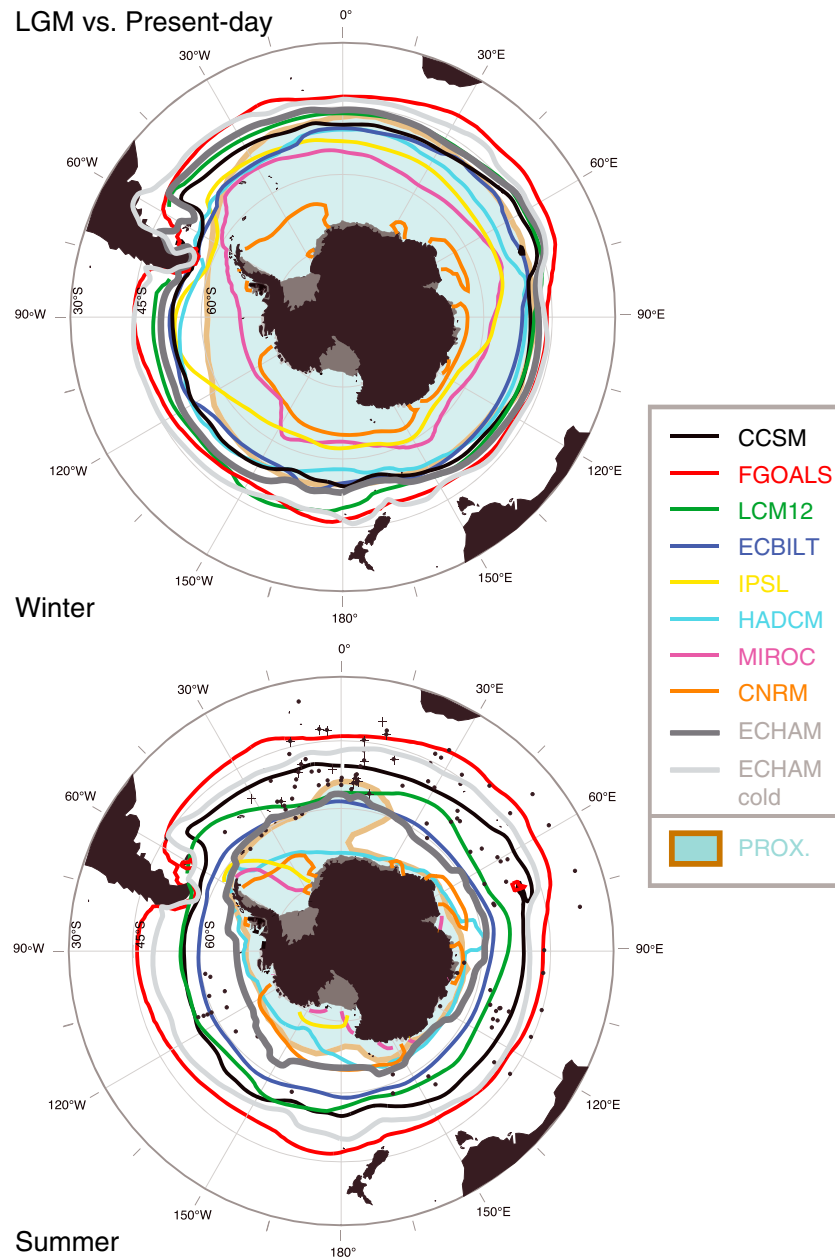 LGM vs. Present-day
0°
30°W
30°E
60°W
60°E
90°W
30°S
45°S
60°S
90°E
120°W
120°E
150°W
150°E
180°
Winter
CCSM
FGOALS
LCM12
ECBILT
IPSL
HADCM
MIROC
CNRM
ECHAM
ECHAM
cold
PROX.
0°
30°W
30°E
60°W
60°E
90°W
30°S
45°S
60°S
90°E
120°W
120°E
150°W
150°E
180°
Summer